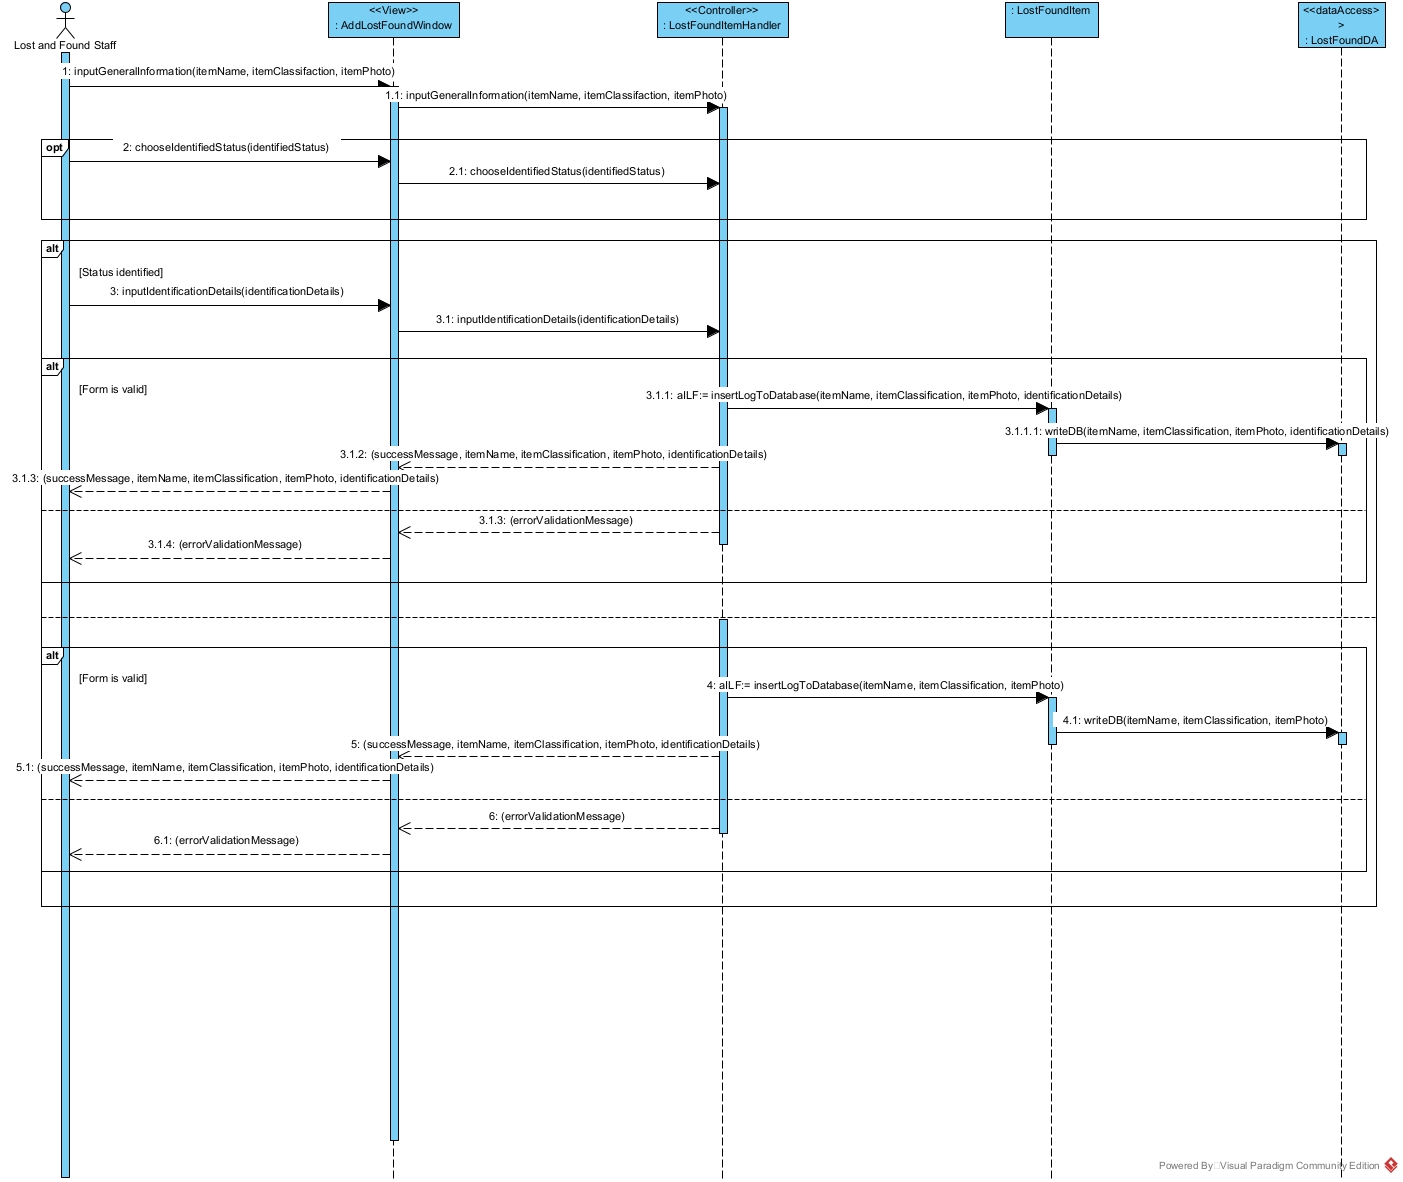 <<View>>
: AddLostFoundWindow
<<Controller>>
: LostFoundItemHandler
: LostFoundItem
<<dataAccess>
>
: LostFoundDA
Lost and Found Staff
1: inputGeneralInformation(itemName, itemClassifaction, itemPhoto)
1.1: inputGeneralInformation(itemName, itemClassifaction, itemPhoto)
opt
2: chooseIdentifiedStatus(identifiedStatus)
2.1: chooseIdentifiedStatus(identifiedStatus)
alt
[Status identified]
3: inputIdentificationDetails(identificationDetails)
3.1: inputIdentificationDetails(identificationDetails)
alt
[Form is valid]
3.1.1: aILF:= insertLogToDatabase(itemName, itemClassification, itemPhoto, identificationDetails)
3.1.1.1: writeDB(itemName, itemClassification, itemPhoto, identificationDetails)
3.1.2: (successMessage, itemName, itemClassification, itemPhoto, identificationDetails)
3.1.3: (successMessage, itemName, itemClassification, itemPhoto, identificationDetails)
3.1.3: (errorValidationMessage)
3.1.4: (errorValidationMessage)
alt
[Form is valid]
4: aILF:= insertLogToDatabase(itemName, itemClassification, itemPhoto)
4.1: writeDB(itemName, itemClassification, itemPhoto)
5: (successMessage, itemName, itemClassification, itemPhoto, identificationDetails)
5.1: (successMessage, itemName, itemClassification, itemPhoto, identificationDetails)
6: (errorValidationMessage)
6.1: (errorValidationMessage)
Powered By Visual Paradigm Community Edition